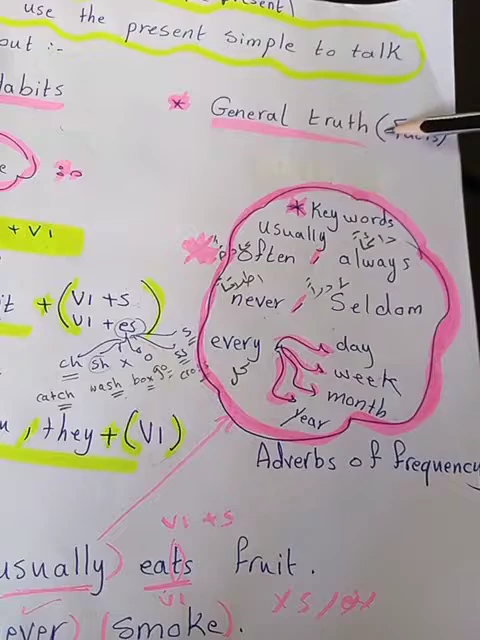 present)
use the present simple to talk
out :-
Habits
* General truth (Facts)
* Key words
usually
often / always
never / Seldom
every day
week
month
year
+ V1
+ (V1 + s
V1 + es)
ch sh x o s
catch wash box go
, they + (V1)
Adverbs of frequency
V1 + s
usually) eats fruit.
V1
ever) (smoke).